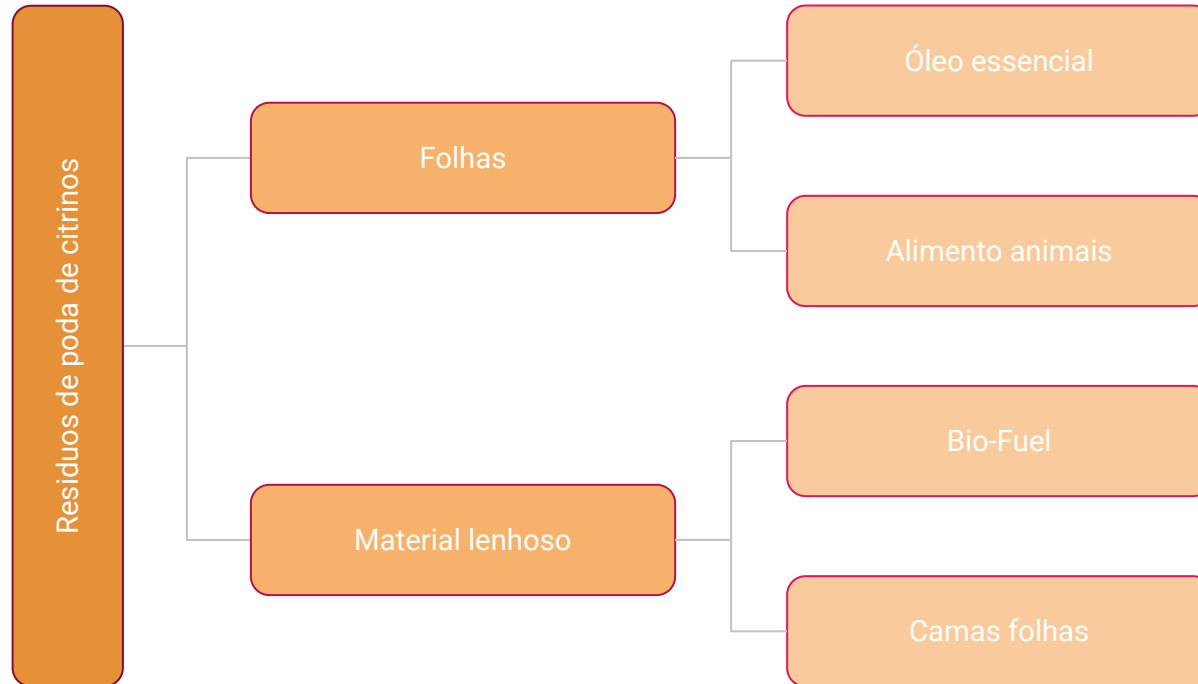 Residuos de poda de citrinos
Folhas
Óleo essencial
Alimento animais
Material lenhoso
Bio-Fuel
Camas folhas